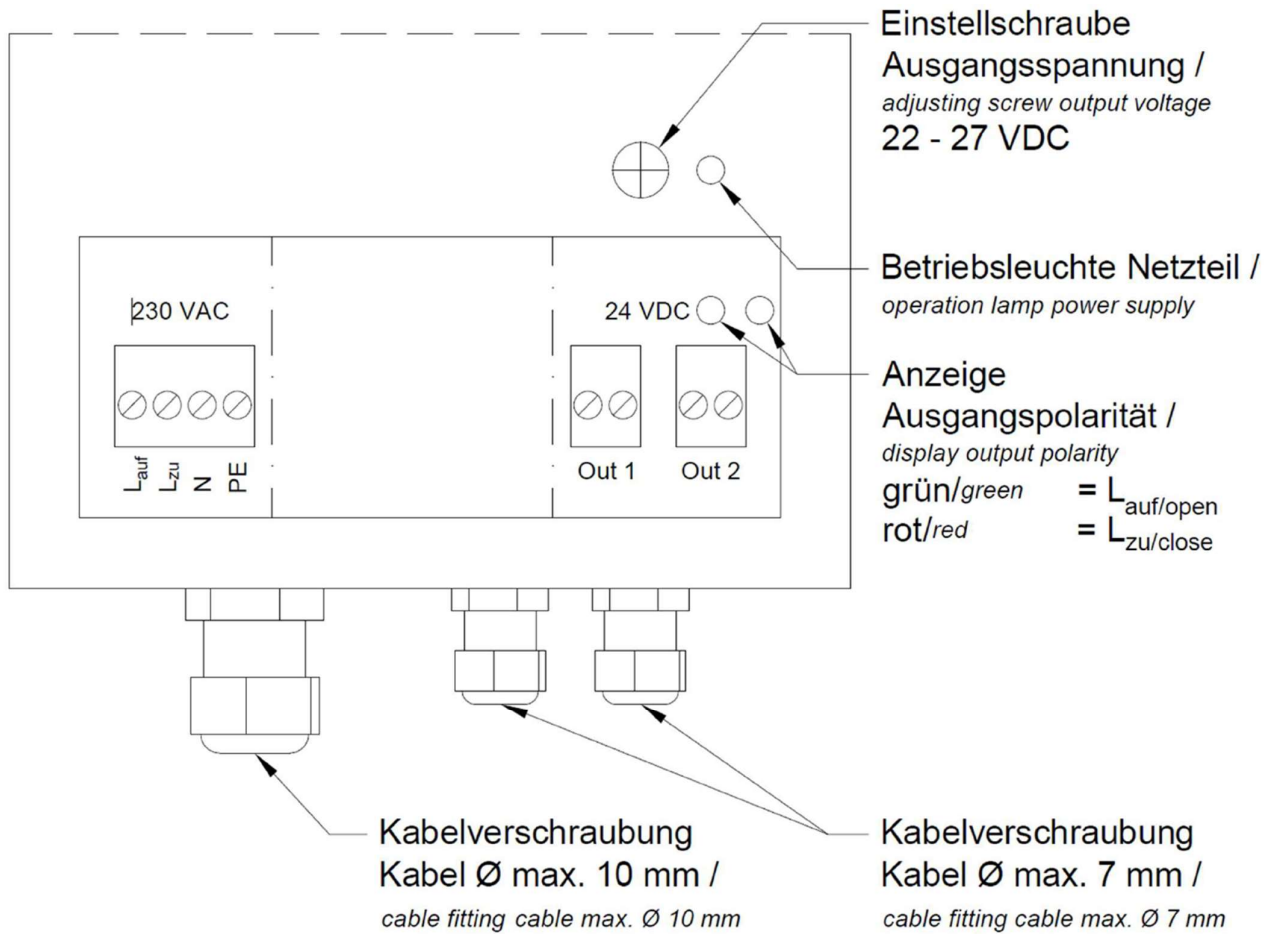 Einstellschraube
Ausgangsspannung /
adjusting screw output voltage
22 - 27 VDC
Betriebsleuchte Netzteil /
operation lamp power supply
230 VAC
24 VDC
Anzeige
Ausgangspolarität /
display output polarity
grün/green = Lauf/open
rot/red = Lzu/close
Lauf
Lzu
N
PE
Out 1
Out 2
Kabelverschraubung
Kabel Ø max. 10 mm /
cable fitting cable max. Ø 10 mm
Kabelverschraubung
Kabel Ø max. 7 mm /
cable fitting cable max. Ø 7 mm